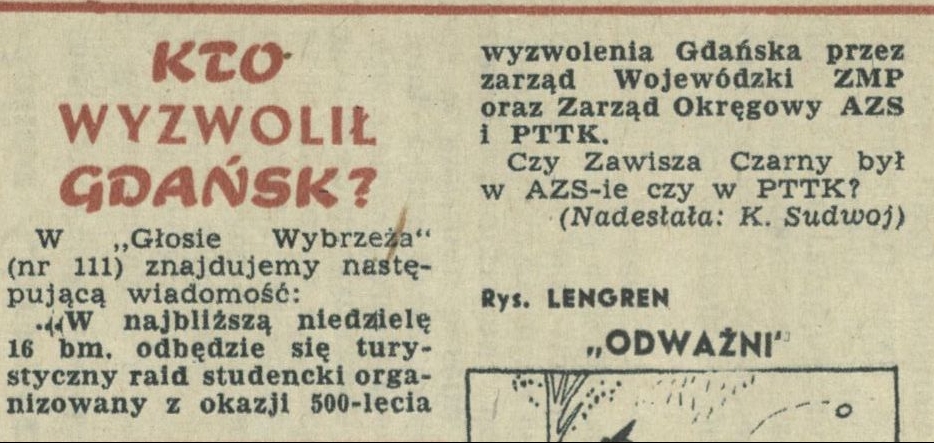 KTO
WYZWOLIŁ
GDAŃSK?
W „Głosie Wybrzeża“
(nr 111) znajdujemy nastę-
pującą wiadomość:
„W najbliższą niedzielę
16 bm. odbędzie się tury-
styczny raid studencki orga-
nizowany z okazji 500-lecia
wyzwolenia Gdańska przez
zarząd Wojewódzki ZMP
oraz Zarząd Okręgowy AZS
i PTTK.
Czy Zawisza Czarny był
w AZS-ie czy w PTTK?
(Nadesłała: K. Sudwoj)
Rys. LENGREN
„ODWAŻNI“